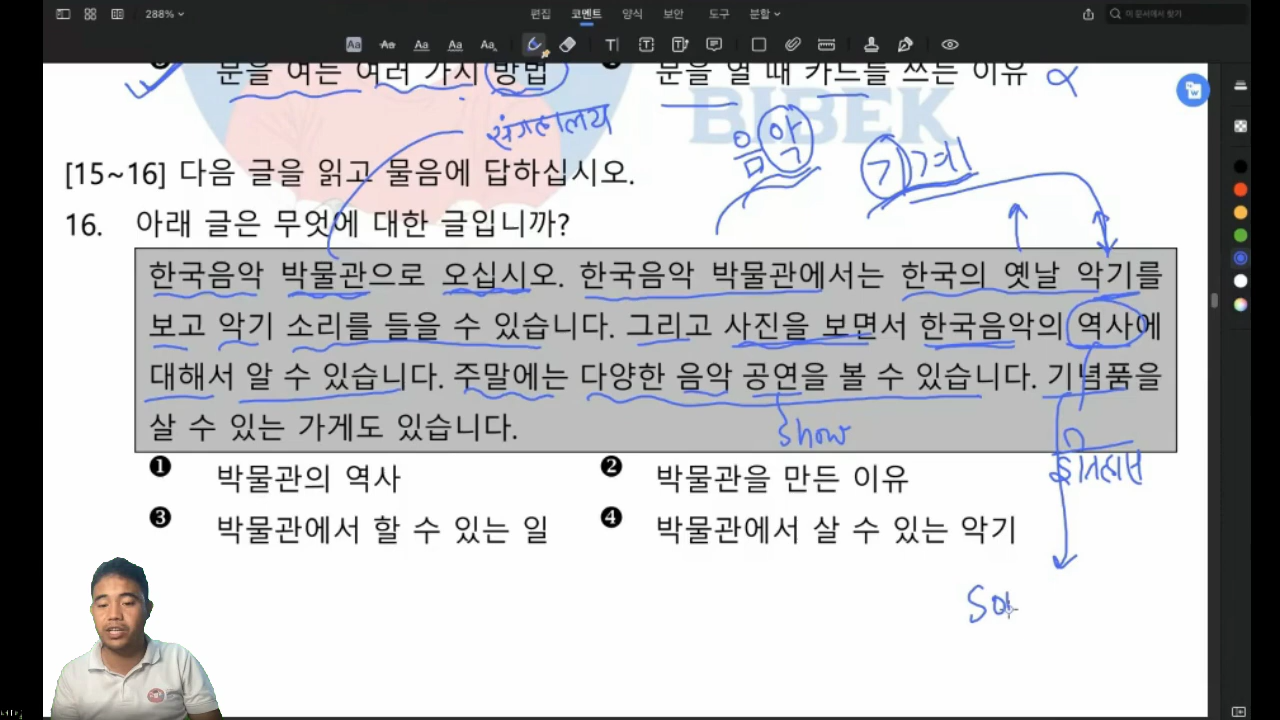 288%
편집 코멘트 양식 보안 도구 분할
이 문서에서 찾기
문을 여는 여러 가지 방법
문을 열 때 카드를 쓰는 이유
BIBEK
음악
기 기계
[15~16] 다음 글을 읽고 물음에 답하십시오.
16. 아래 글은 무엇에 대한 글입니까?
한국음악 박물관으로 오십시오. 한국음악 박물관에서는 한국의 옛날 악기를
보고 악기 소리를 들을 수 있습니다. 그리고 사진을 보면서 한국음악의 역사에
대해서 알 수 있습니다. 주말에는 다양한 음악 공연을 볼 수 있습니다. 기념품을
살 수 있는 가게도 있습니다.
show
❶ 박물관의 역사 ❷ 박물관을 만든 이유
❸ 박물관에서 할 수 있는 일 ❹ 박물관에서 살 수 있는 악기